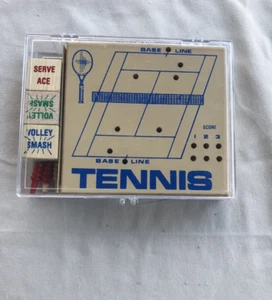 SERVE
ACE
SMASH
VOLLEY
VOLLEY
SMASH
BASE LINE
SCORE
1 2 3
BASE LINE
TENNIS